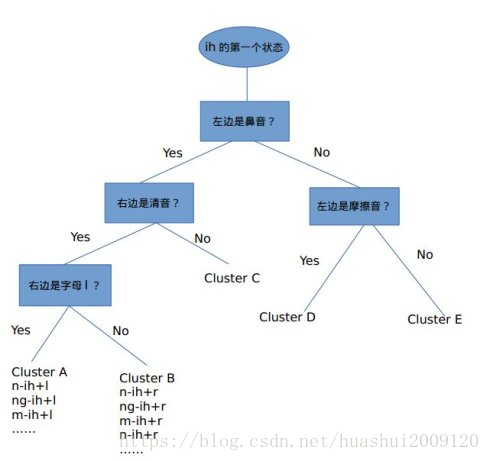 ih 的第一个状态
左边是鼻音？
Yes
No
右边是清音？
左边是摩擦音？
Yes
No
Yes
No
右边是字母 l ？
Cluster C
Cluster D
Cluster E
Yes
No
Cluster A
n-ih+l
ng-ih+l
m-ih+l
……
Cluster B
n-ih+r
ng-ih+r
m-ih+r
n-ih+r
……
https://blog.csdn.net/huashui2009120